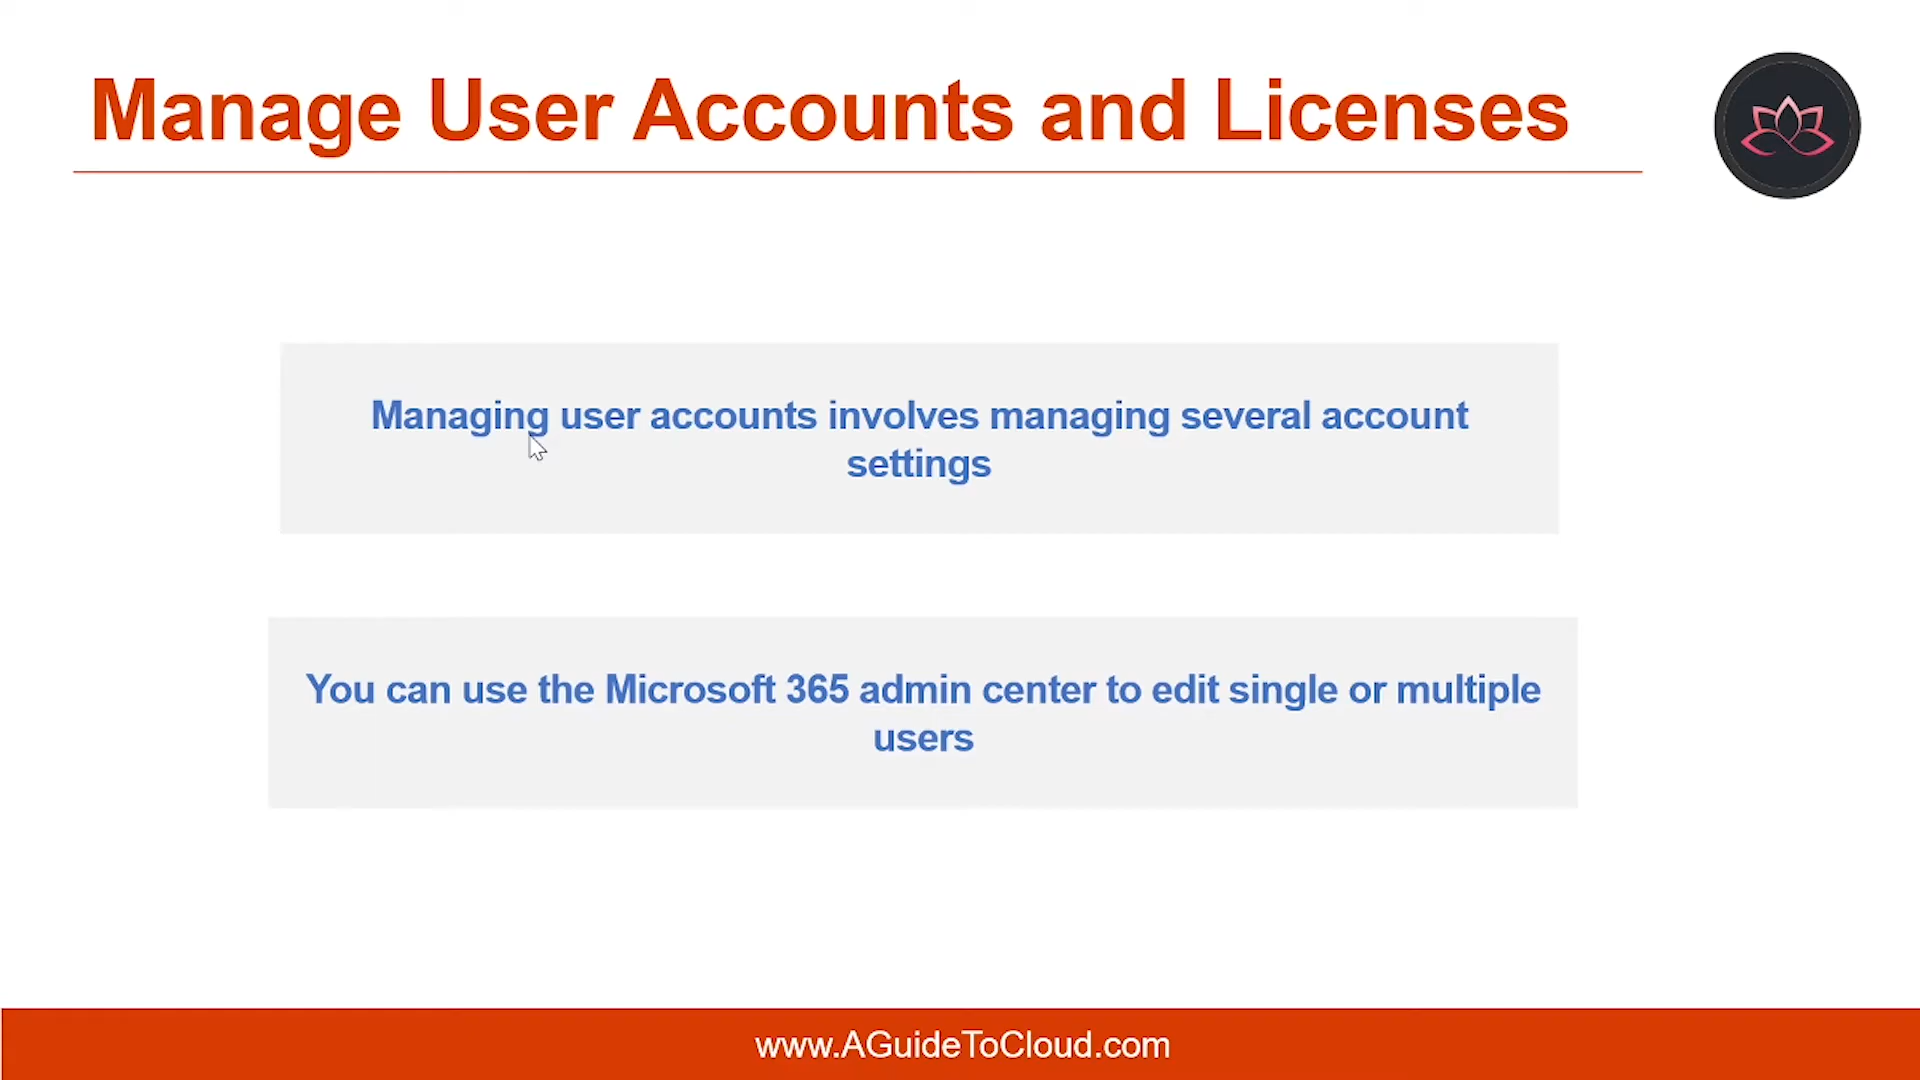 Manage User Accounts and Licenses
Managing user accounts involves managing several account
settings
You can use the Microsoft 365 admin center to edit single or multiple
users
www.AGuideToCloud.com